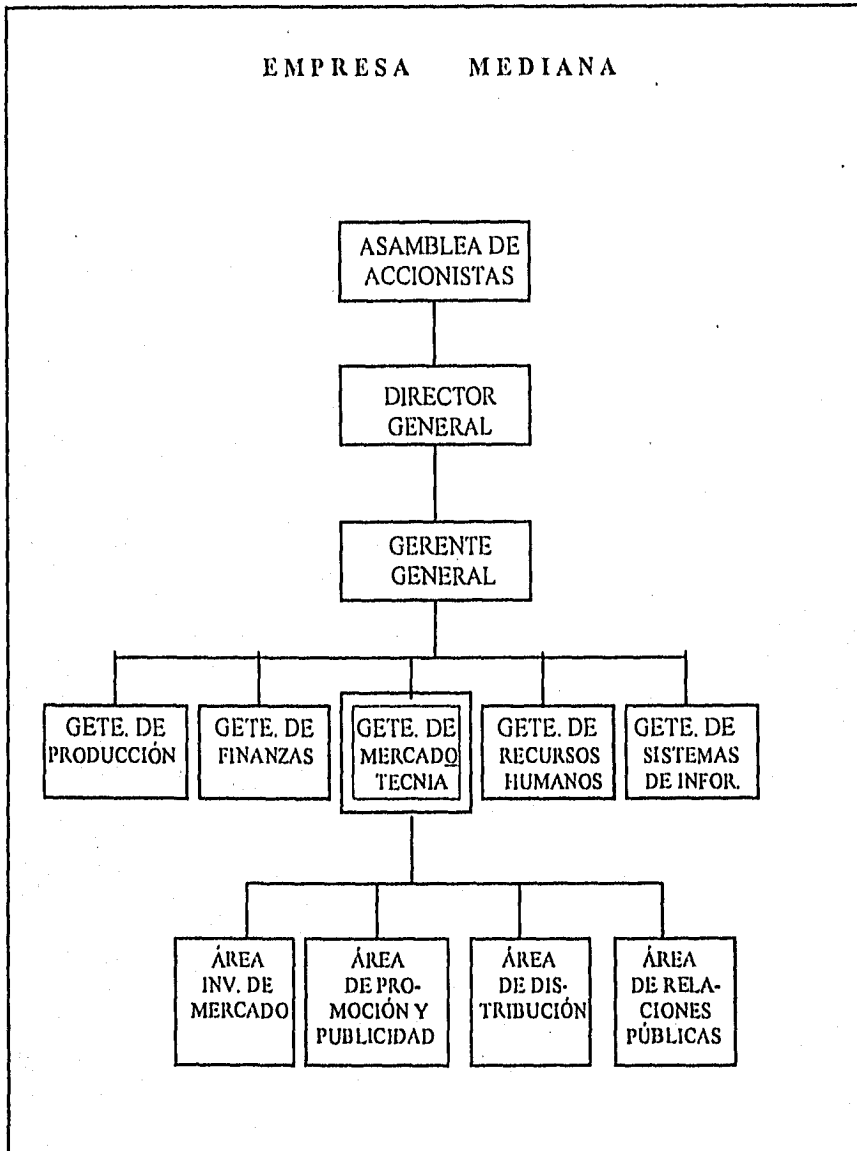 EMPRESA MEDIANA
ASAMBLEA DE
ACCIONISTAS
DIRECTOR
GENERAL
GERENTE
GENERAL
GETE. DE
PRODUCCIÓN
GETE. DE
FINANZAS
GETE. DE
MERCADO
TECNIA
GETE. DE
RECURSOS
HUMANOS
GETE. DE
SISTEMAS
DE INFOR.
ÁREA
INV. DE
MERCADO
ÁREA
DE PRO-
MOCIÓN Y
PUBLICIDAD
ÁREA
DE DIS-
TRIBUCIÓN
ÁREA
DE RELA-
CIONES
PÚBLICAS